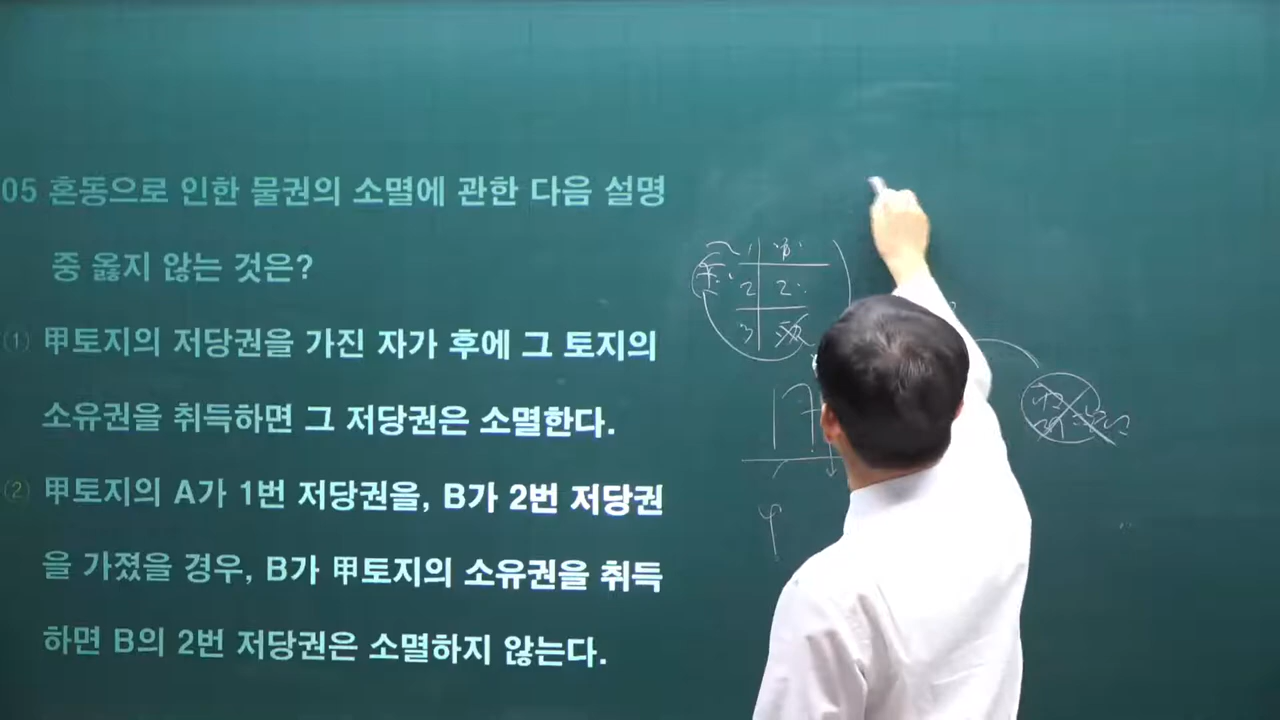 05 혼동으로 인한 물권의 소멸에 관한 다음 설명
중 옳지 않는 것은?
(1) 甲토지의 저당권을 가진 자가 후에 그 토지의
소유권을 취득하면 그 저당권은 소멸한다.
(2) 甲토지의 A가 1번 저당권을, B가 2번 저당권
을 가졌을 경우, B가 甲토지의 소유권을 취득
하면 B의 2번 저당권은 소멸하지 않는다.